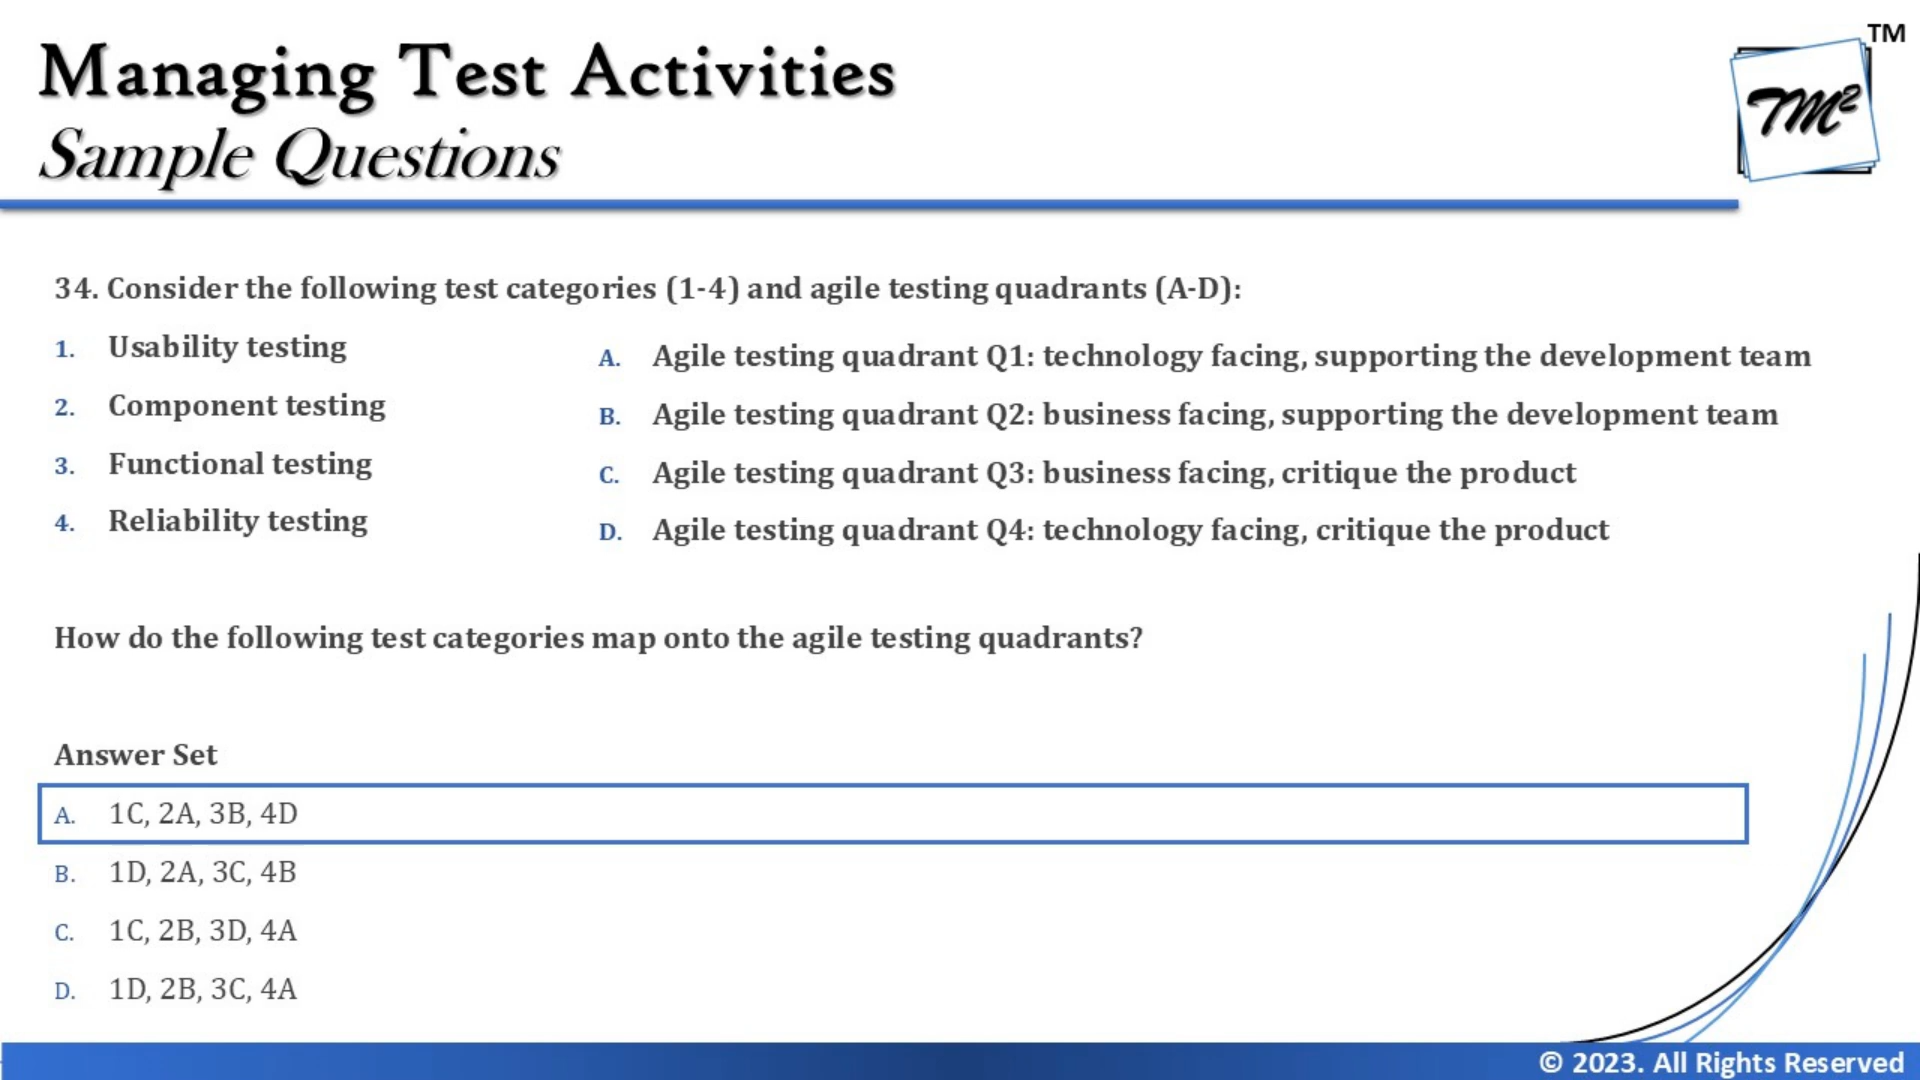 Managing Test Activities
Sample Questions
TM
TM²
34. Consider the following test categories (1-4) and agile testing quadrants (A-D):
1. Usability testing
2. Component testing
3. Functional testing
4. Reliability testing
A. Agile testing quadrant Q1: technology facing, supporting the development team
B. Agile testing quadrant Q2: business facing, supporting the development team
C. Agile testing quadrant Q3: business facing, critique the product
D. Agile testing quadrant Q4: technology facing, critique the product
How do the following test categories map onto the agile testing quadrants?
Answer Set
A. 1C, 2A, 3B, 4D
B. 1D, 2A, 3C, 4B
C. 1C, 2B, 3D, 4A
D. 1D, 2B, 3C, 4A
© 2023. All Rights Reserved